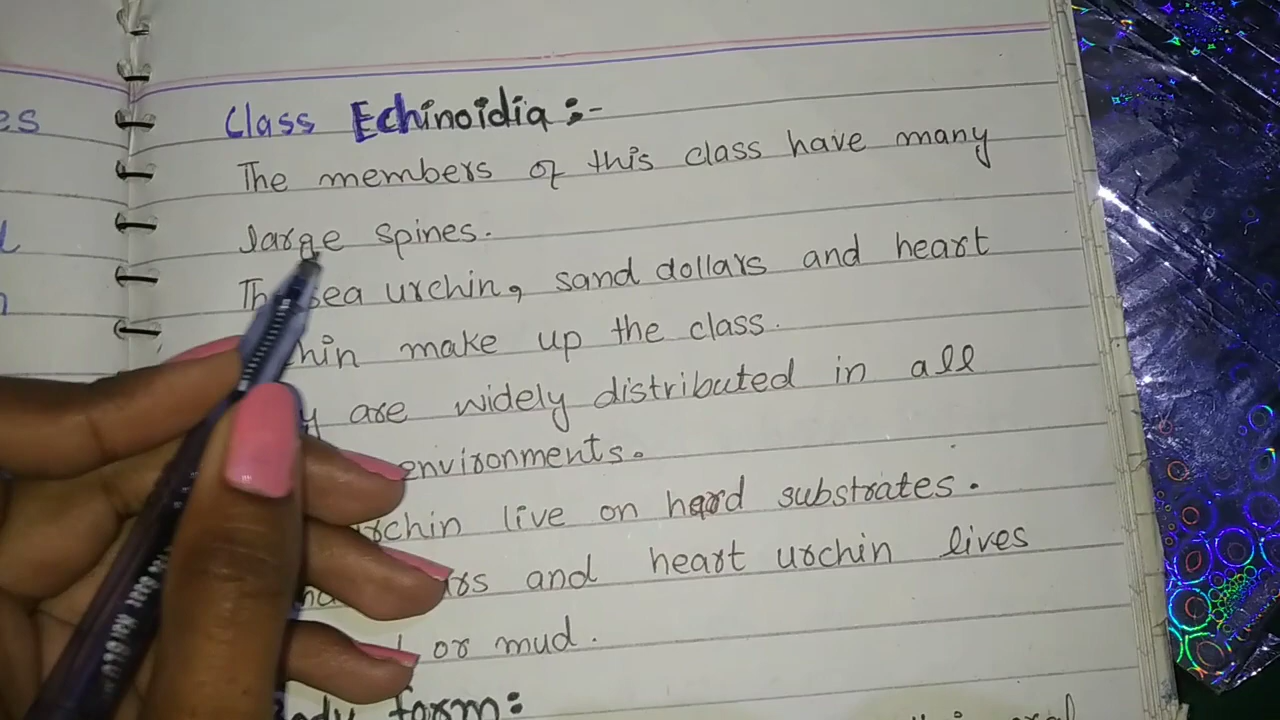 es
Class Echinoidia :-
The members of this class have many
large spines.
sea urchin, sand dollars and heart
make up the class.
are widely distributed in all
environments.
live on hard substrates.
and heart urchin lives
or mud.
form: